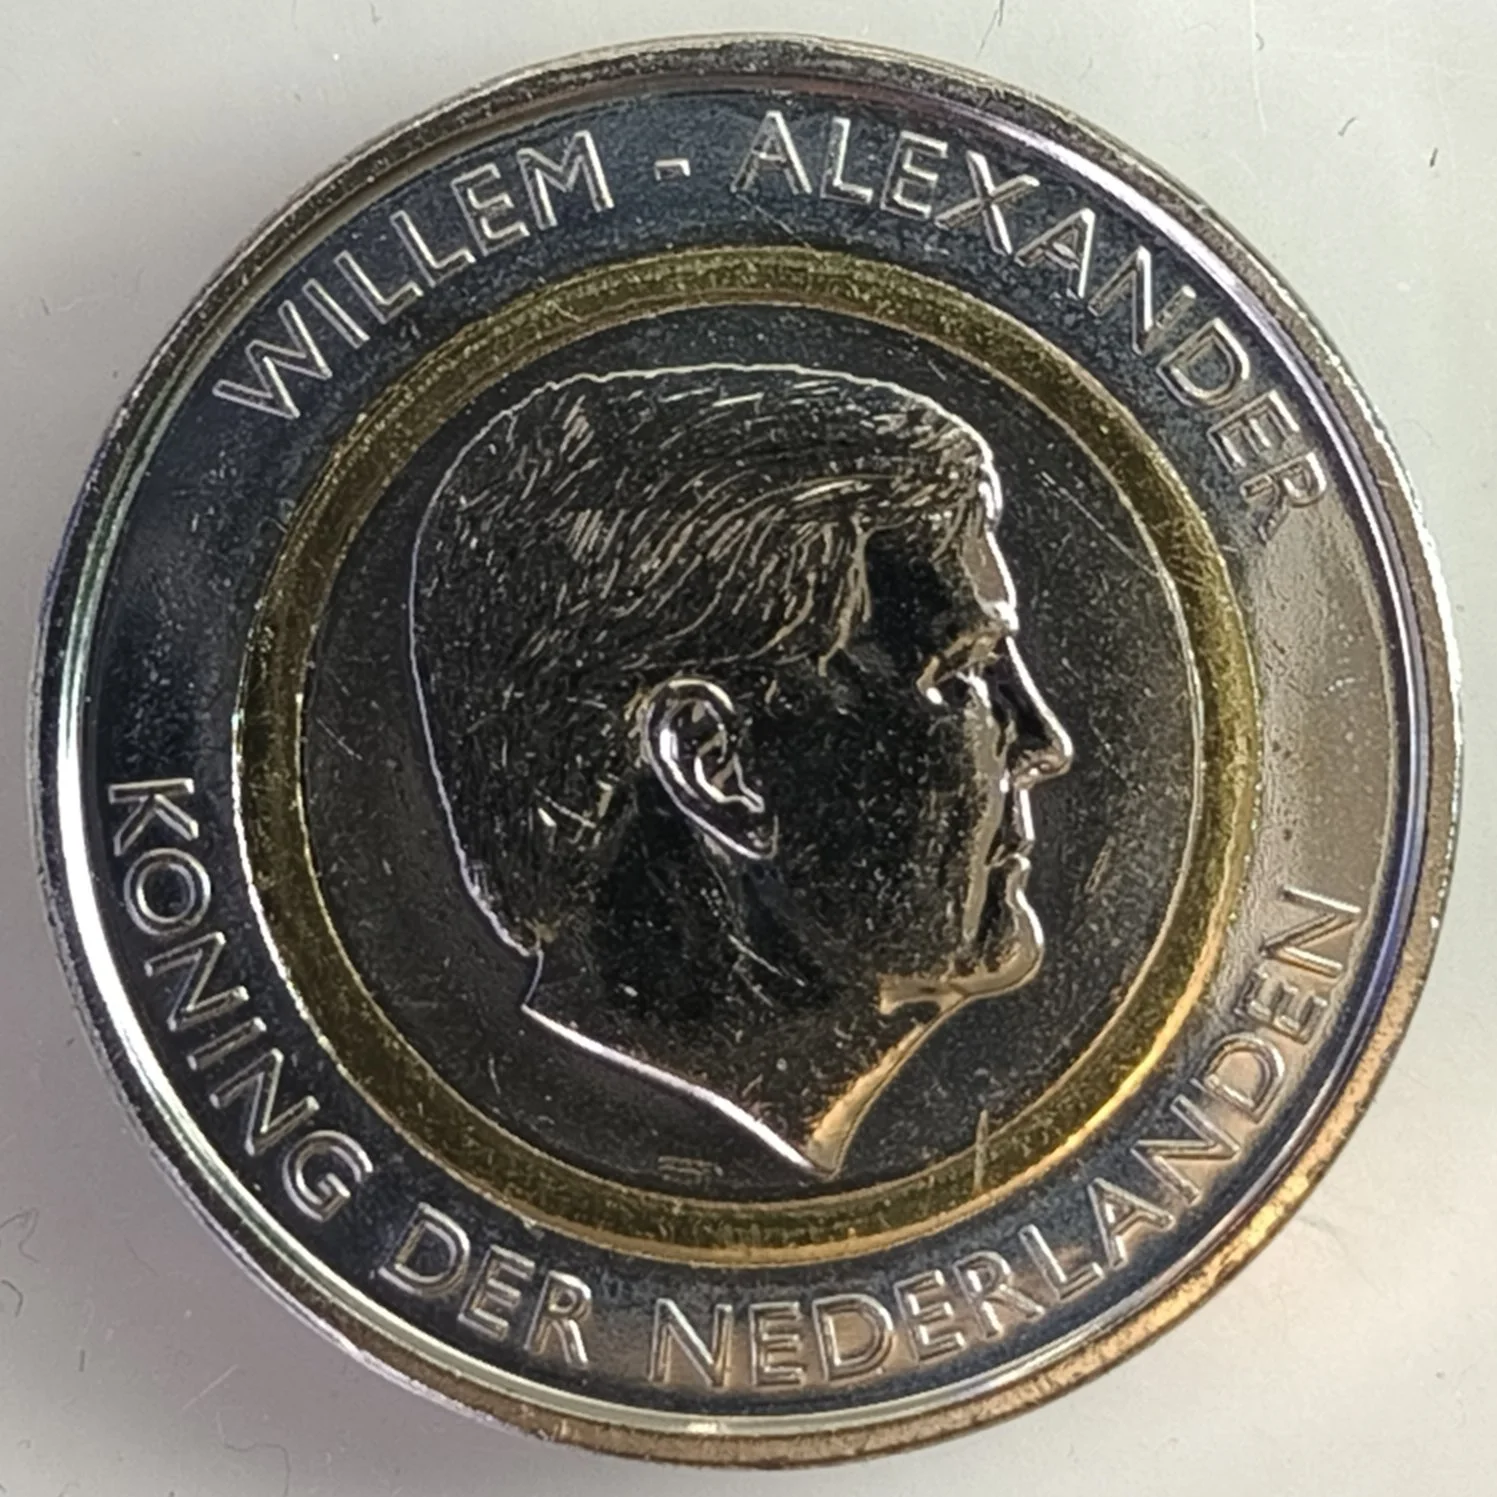 WILLEM - ALEXANDER
KONING DER NEDERLANDEN